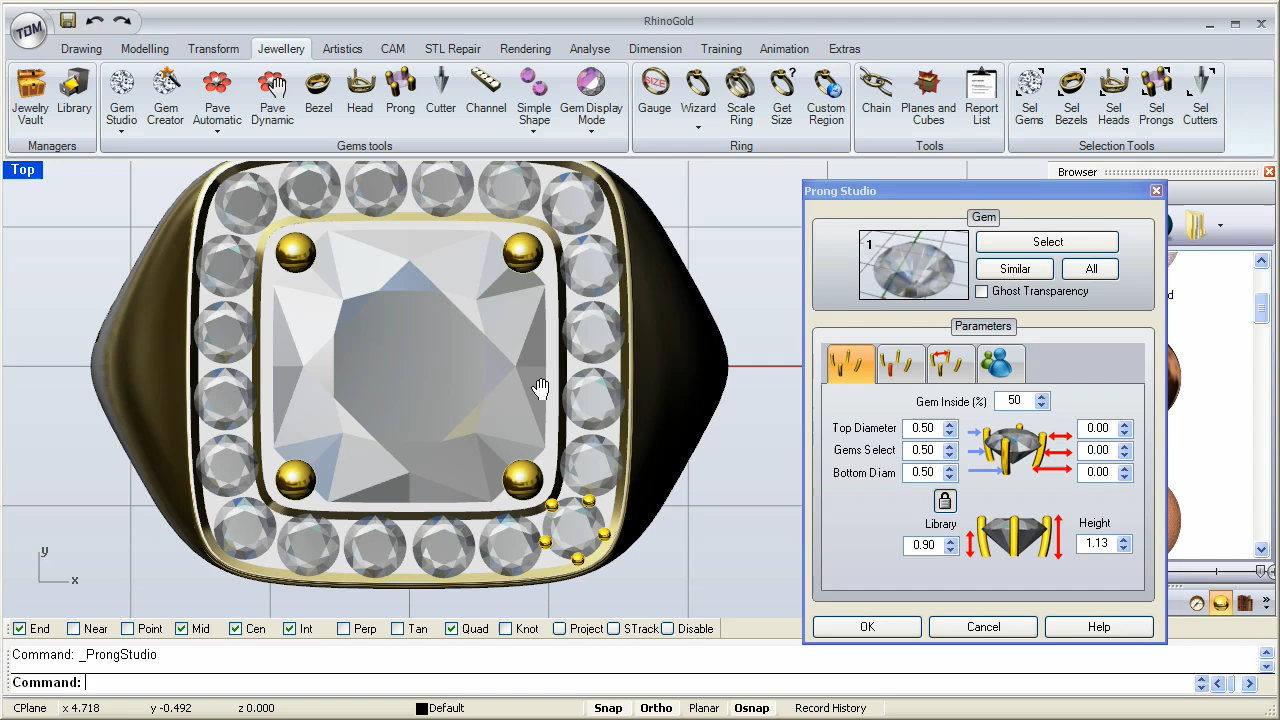 TDM
RhinoGold
Drawing Modelling Transform Jewellery Artistics CAM STL Repair Rendering Analyse Dimension Training Animation Extras
Jewelry Vault
Library
Gem Studio
Gem Creator
Pave Automatic
Pave Dynamic
Bezel
Head
Prong
Cutter
Channel
Simple Shape
Gem Display Mode
SIZE
Gauge
Wizard
Scale Ring
Get Size
Custom Region
Chain
Planes and Cubes
Report List
Sel Gems
Sel Bezels
Sel Heads
Sel Prongs
Sel Cutters
Managers
Gems tools
Ring
Tools
Selection Tools
Top
Browser
Prong Studio
Gem
1
Select
Similar All
Ghost Transparency
Parameters
Gem Inside (%) 50
Top Diameter 0.50 0.00
Gems Select 0.50 0.00
Bottom Diam 0.50 0.00
Library Height
0.90 1.13
OK Cancel Help
d
y
x
End Near Point Mid Cen Int Perp Tan Quad Knot Project STrack Disable
Command: _ProngStudio
Command:
CPlane x 4.718 y -0.492 z 0.000 Default Snap Ortho Planar Osnap Record History